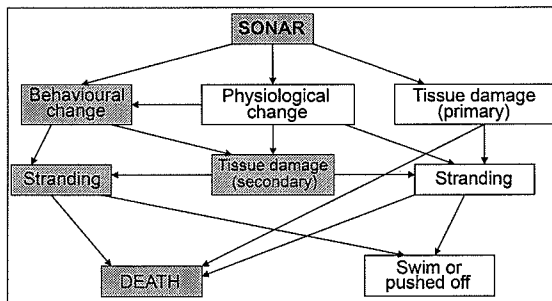 SONAR
Behavioural
change
Physiological
change
Tissue damage
(primary)
Stranding
Tissue damage
(secondary)
Stranding
DEATH
Swim or
pushed off